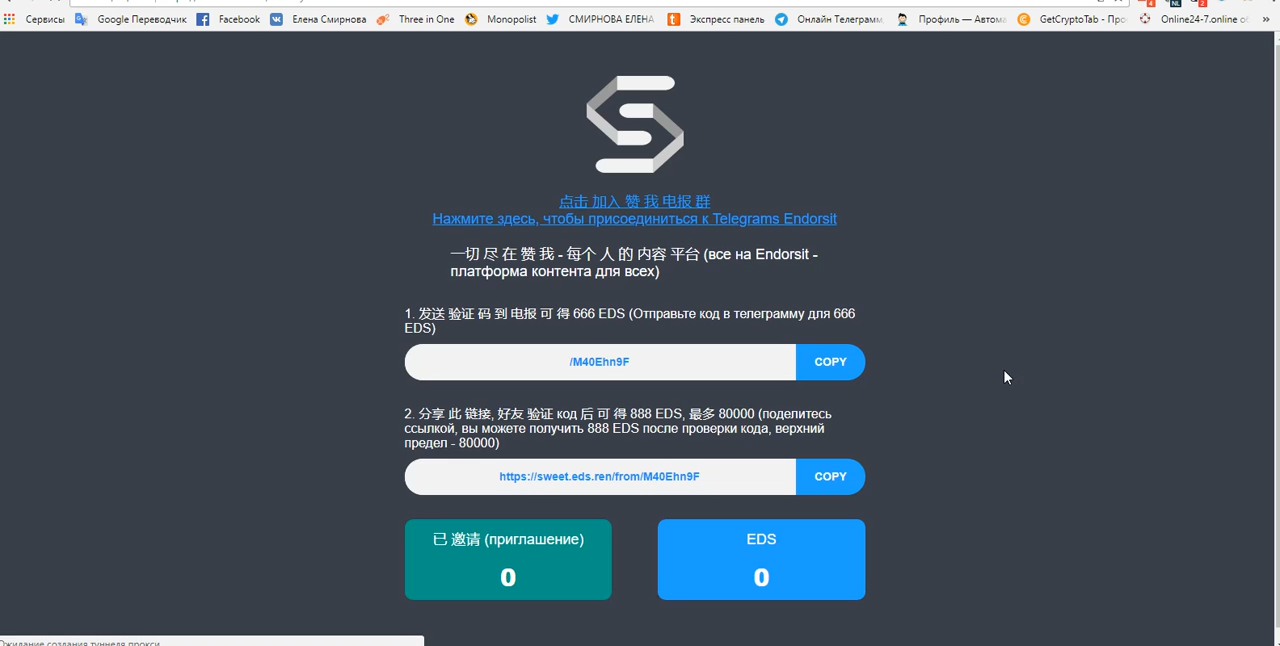 Сервисы Google Переводчик Facebook Елена Смирнова Three in One Monopolist СМИРНОВА ЕЛЕНА Экспресс панель Онлайн Телеграмм Профиль — Автома GetCryptoTab - Про Online24-7.online о »
点击 加入 赞 我 电报 群
Нажмите здесь, чтобы присоединиться к Telegrams Endorsit
一切 尽 在 赞 我 - 每个 人 的 内容 平台 (все на Endorsit -
платформа контента для всех)
1. 发送 验证 码 到 电报 可 得 666 EDS (Отправьте код в телеграмму для 666
EDS)
/M40Ehn9F COPY
2. 分享 此 链接, 好友 验证 код 后 可 得 888 EDS, 最多 80000 (поделитесь
ссылкой, вы можете получить 888 EDS после проверки кода, верхний
предел - 80000)
https://sweet.eds.ren/from/M40Ehn9F COPY
已 邀请 (приглашение) EDS
0 0
Ожидание создания туннеля прокси